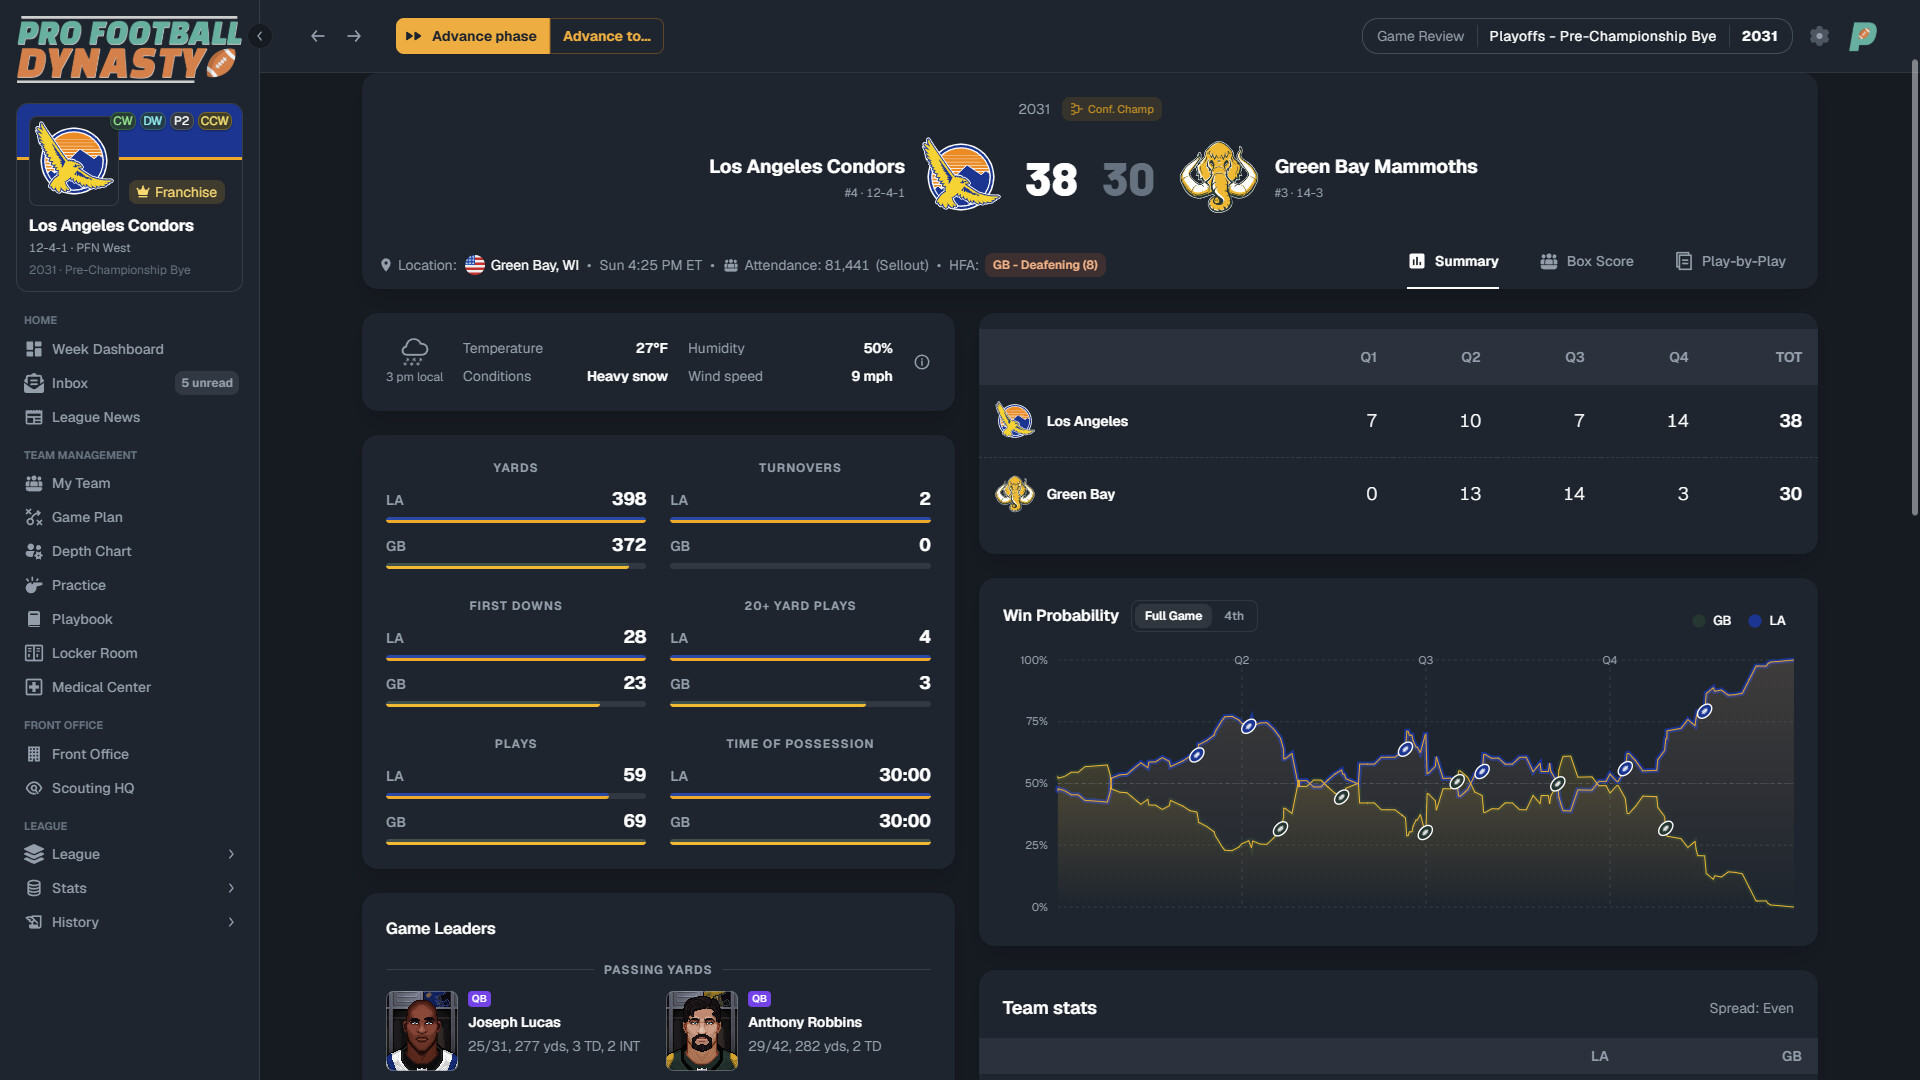 PRO FOOTBALL
DYNASTY
Advance phase
Advance to...
Game Review
Playoffs - Pre-Championship Bye
2031
CW
DW
P2
CCW
Franchise
Los Angeles Condors
12-4-1 · PFN West
2031 · Pre-Championship Bye
HOME
Week Dashboard
Inbox
5 unread
League News
TEAM MANAGEMENT
My Team
Game Plan
Depth Chart
Practice
Playbook
Locker Room
Medical Center
FRONT OFFICE
Front Office
Scouting HQ
LEAGUE
League
Stats
History
2031
Conf. Champ
Los Angeles Condors
#4 · 12-4-1
38
30
Green Bay Mammoths
#3 · 14-3
Location: Green Bay, WI • Sun 4:25 PM ET • Attendance: 81,441 (Sellout) • HFA: GB - Deafening (8)
Summary
Box Score
Play-by-Play
3 pm local
Temperature 27°F
Humidity 50%
Conditions Heavy snow
Wind speed 9 mph
YARDS
LA 398
GB 372
TURNOVERS
LA 2
GB 0
FIRST DOWNS
LA 28
GB 23
20+ YARD PLAYS
LA 4
GB 3
PLAYS
LA 59
GB 69
TIME OF POSSESSION
LA 30:00
GB 30:00
Game Leaders
PASSING YARDS
QB
Joseph Lucas
25/31, 277 yds, 3 TD, 2 INT
QB
Anthony Robbins
29/42, 282 yds, 2 TD
Q1 Q2 Q3 Q4 TOT
Los Angeles 7 10 7 14 38
Green Bay 0 13 14 3 30
Win Probability
Full Game
4th
GB
LA
Q2 Q3 Q4
100%
75%
50%
25%
0%
Team stats
Spread: Even
LA GB